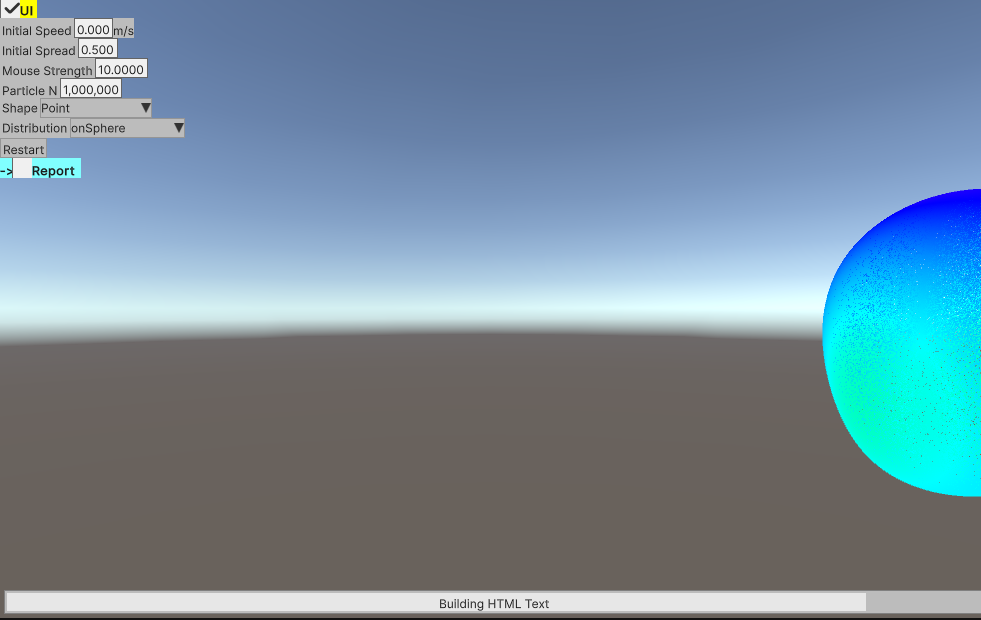 UI
Initial Speed 0.000 m/s
Initial Spread 0.500
Mouse Strength 10.0000
Particle N 1,000,000
Shape Point
Distribution onSphere
Restart
-> Report
Building HTML Text